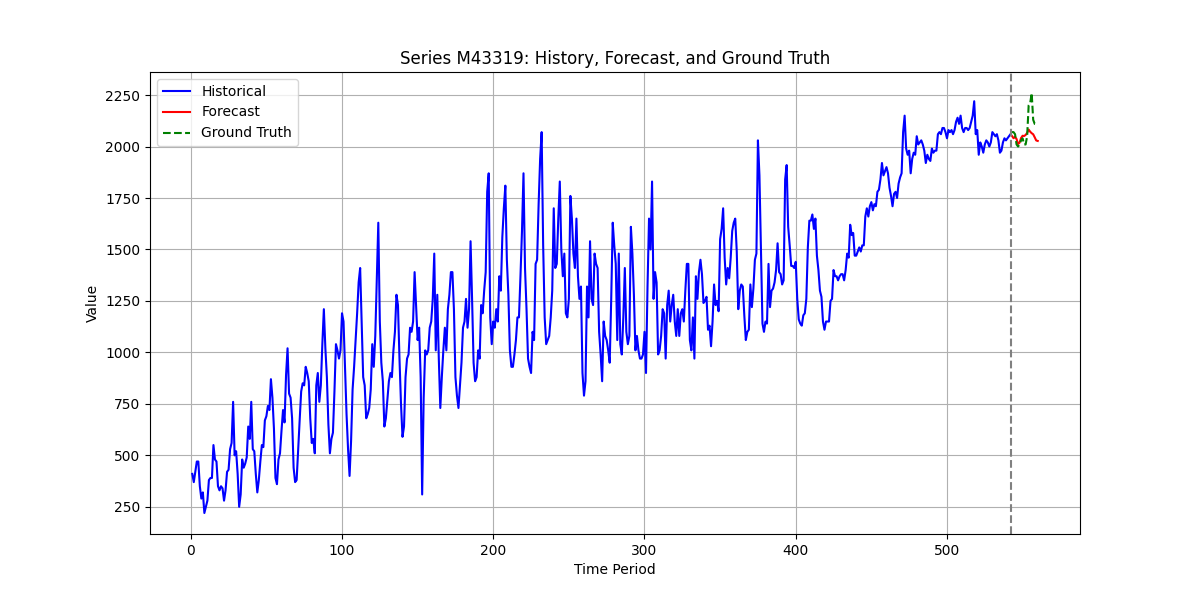 Series M43319: History, Forecast, and Ground Truth
Historical
Forecast
Ground Truth
2250
2000
1750
1500
1250
1000
750
500
250
Value
0 100 200 300 400 500
Time Period